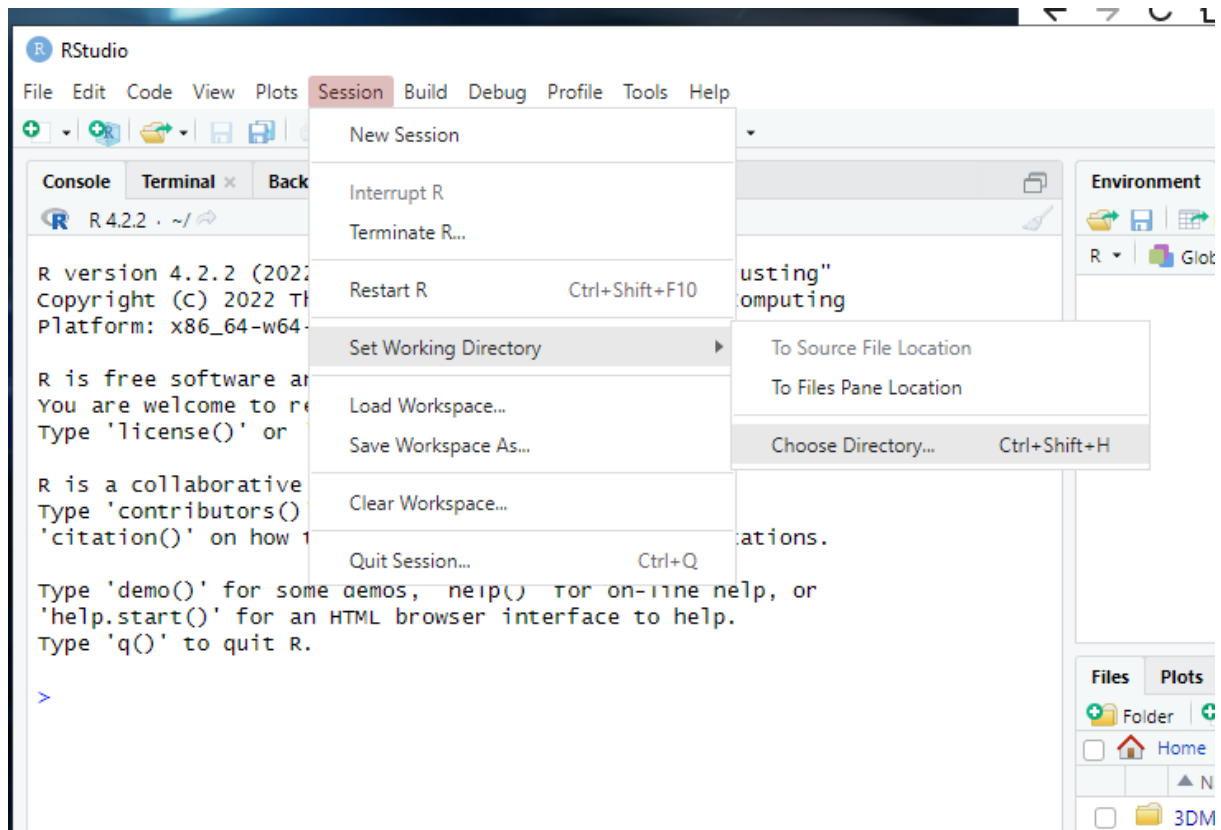 RStudio
File Edit Code View Plots Session Build Debug Profile Tools Help
New Session
Interrupt R
Terminate R...
Restart R Ctrl+Shift+F10
Set Working Directory
To Source File Location
To Files Pane Location
Choose Directory... Ctrl+Shift+H
Load Workspace...
Save Workspace As...
Clear Workspace...
Quit Session... Ctrl+Q
Console Terminal Back
R 4.2.2 · ~/
R version 4.2.2 (202 usting"
Copyright (C) 2022 Th omputing
Platform: x86_64-w64-
R is free software a
You are welcome to re
Type 'license()' or
R is a collaborative
Type 'contributors()
'citation()' on how ations.
Type 'demo()' for some demos, 'help()' for on-line help, or
'help.start()' for an HTML browser interface to help.
Type 'q()' to quit R.
>
Environment
R Glob
Files Plots
Folder
Home
N
3DM